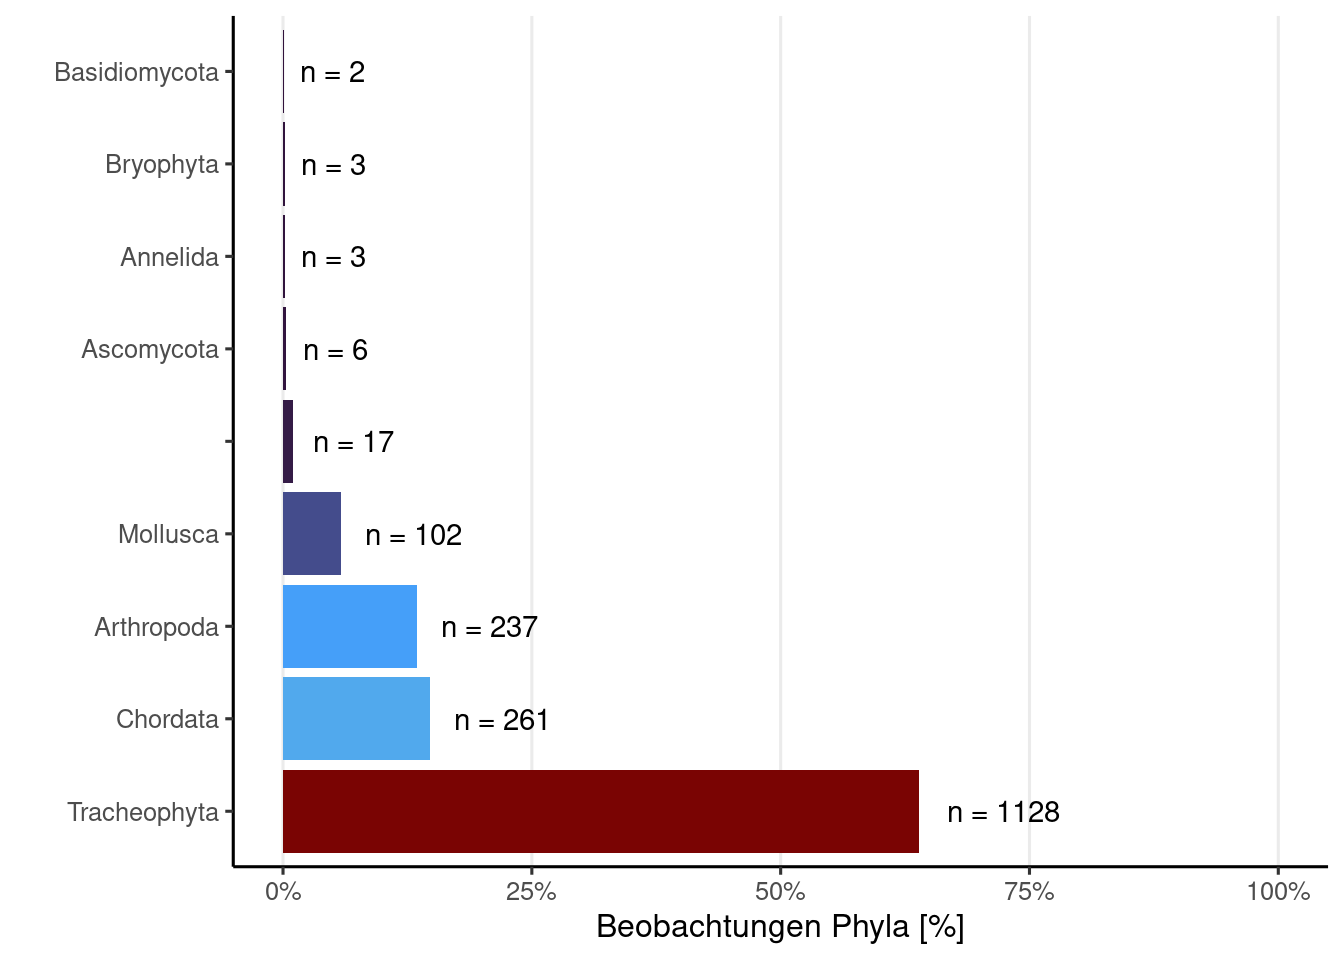 Basidiomycota n = 2
Bryophyta n = 3
Annelida n = 3
Ascomycota n = 6
n = 17
Mollusca n = 102
Arthropoda n = 237
Chordata n = 261
Tracheophyta n = 1128
0% 25% 50% 75% 100%
Beobachtungen Phyla [%]